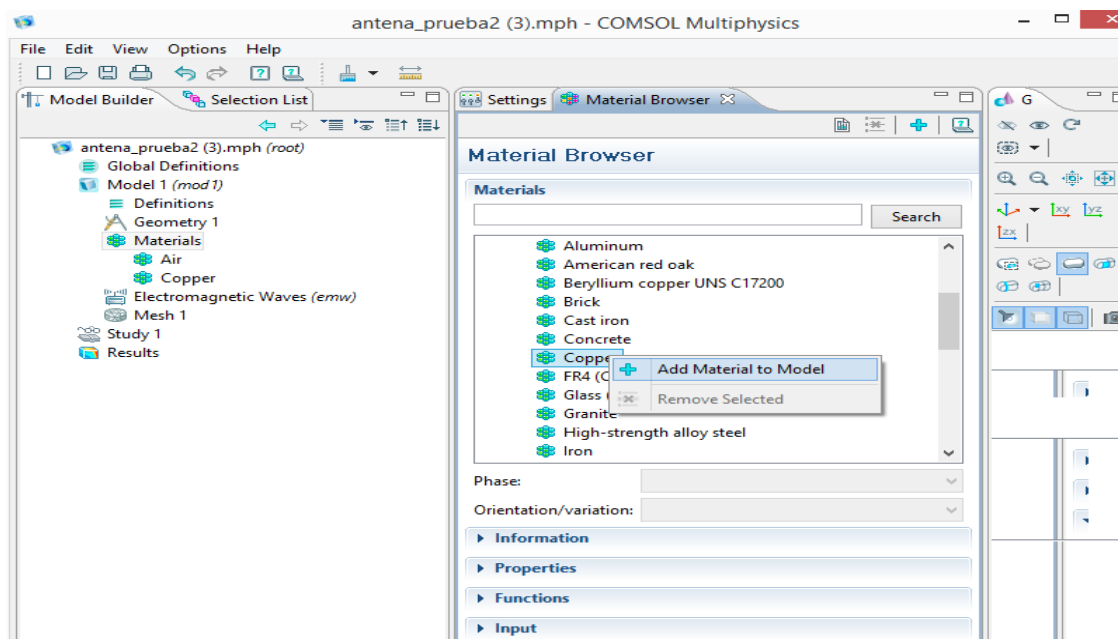 antena_prueba2 (3).mph - COMSOL Multiphysics
File Edit View Options Help
Model Builder Selection List
antena_prueba2 (3).mph (root)
Global Definitions
Model 1 (mod1)
Definitions
Geometry 1
Materials
Air
Copper
Electromagnetic Waves (emw)
Mesh 1
Study 1
Results
Settings Material Browser
Material Browser
Materials
Search
Aluminum
American red oak
Beryllium copper UNS C17200
Brick
Cast iron
Concrete
Coppe
FR4 (C
Glass
Granite
High-strength alloy steel
Iron
Add Material to Model
Remove Selected
Phase:
Orientation/variation:
Information
Properties
Functions
Input
G
xy yz
zx